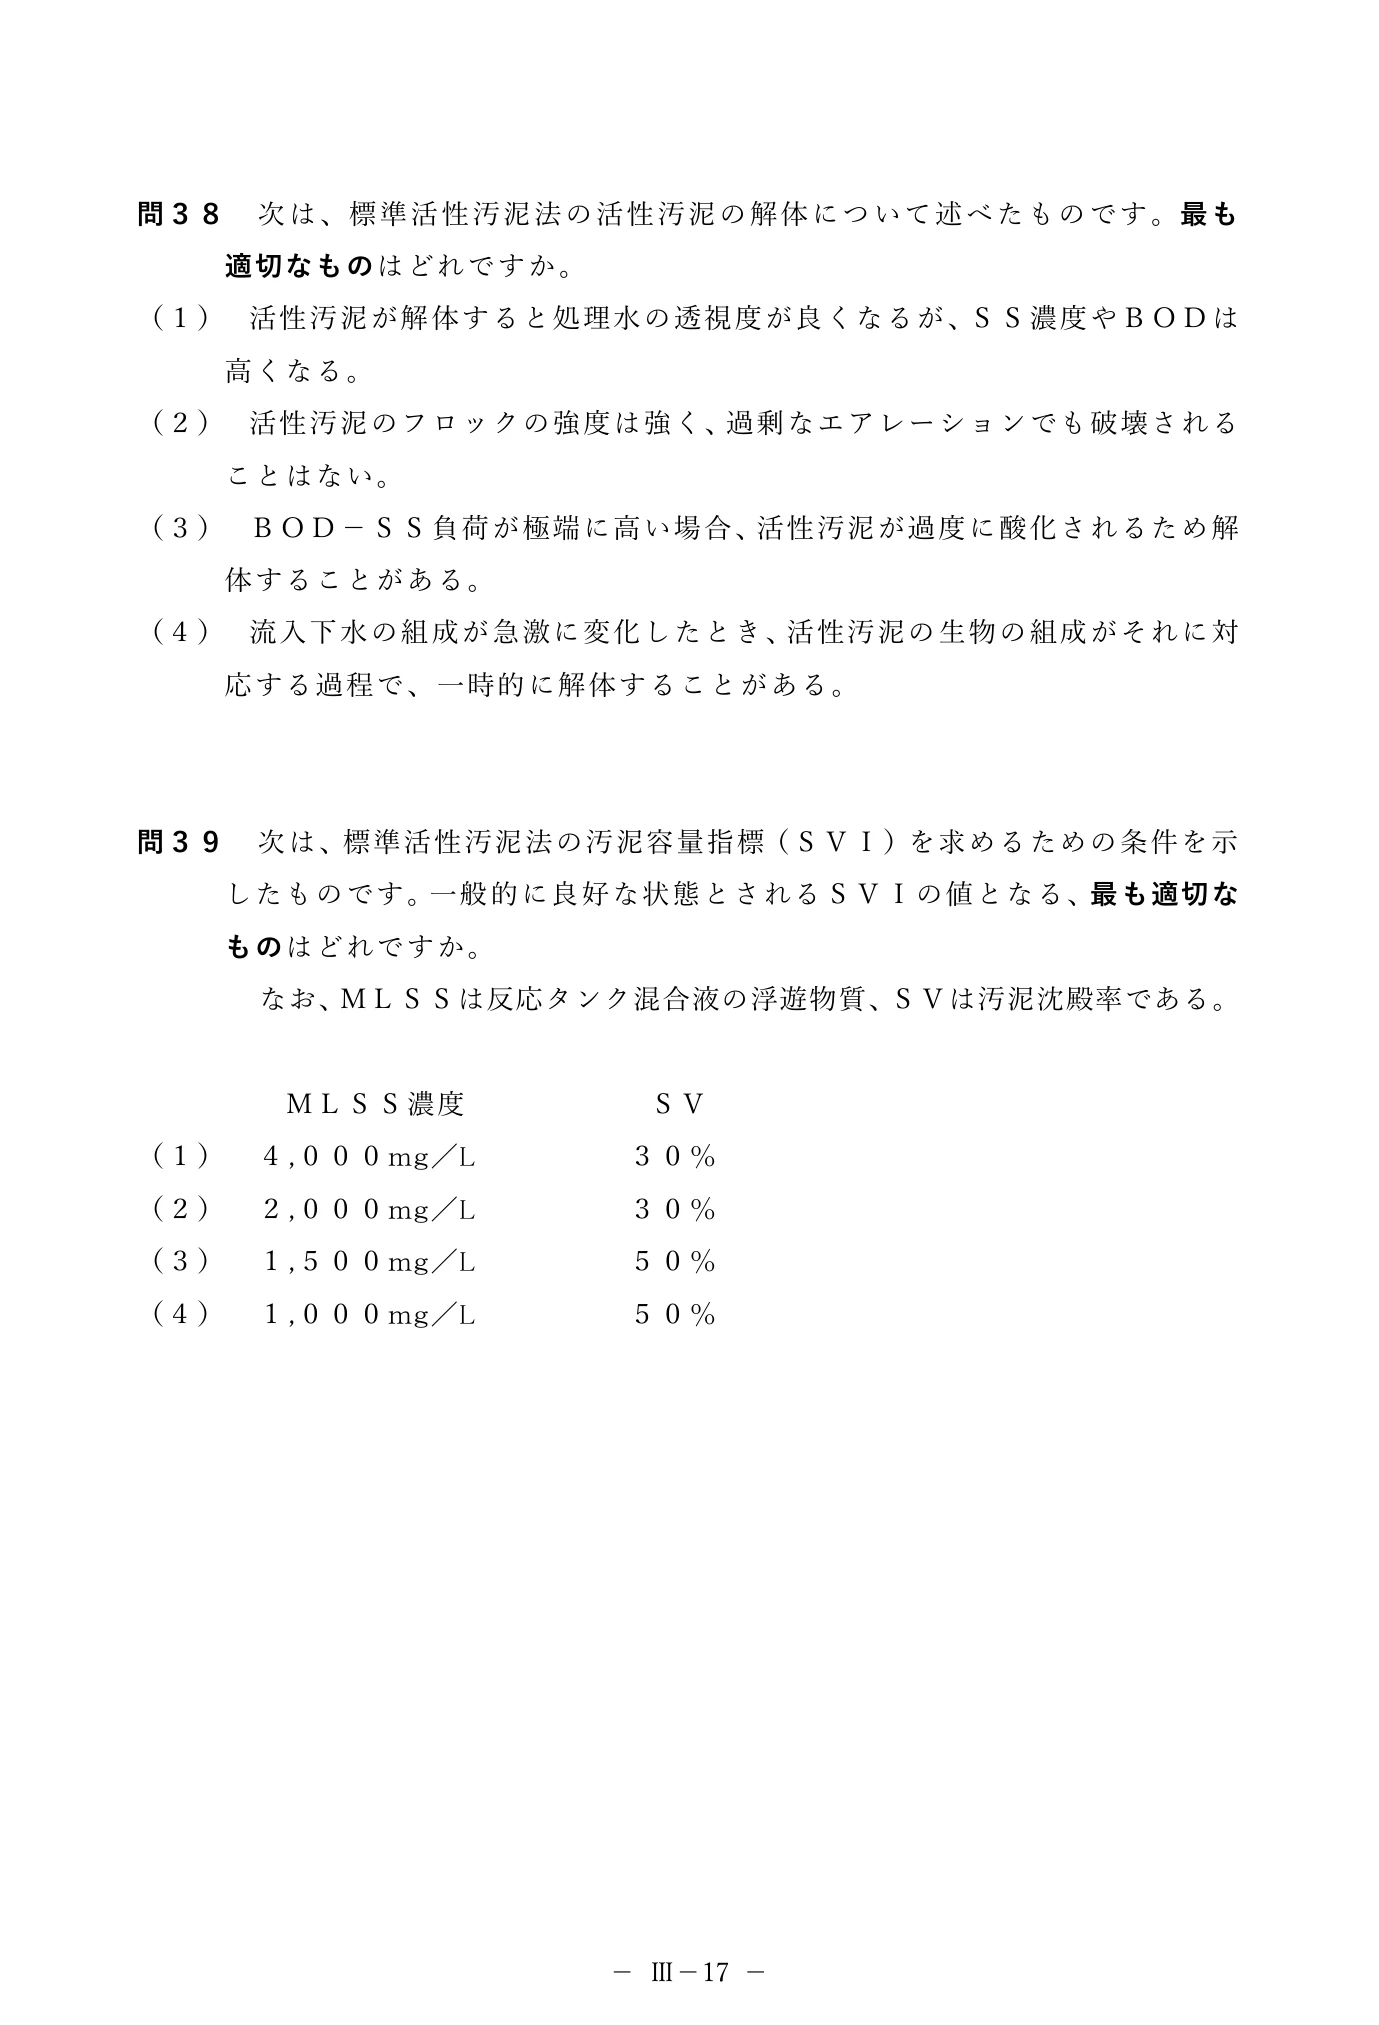 問３８　次は、標準活性汚泥法の活性汚泥の解体について述べたものです。最も
適切なものはどれですか。
（１）　活性汚泥が解体すると処理水の透視度が良くなるが、ＳＳ濃度やＢＯＤは
高くなる。
（２）　活性汚泥のフロックの強度は強く、過剰なエアレーションでも破壊される
ことはない。
（３）　ＢＯＤ－ＳＳ負荷が極端に高い場合、活性汚泥が過度に酸化されるため解
体することがある。
（４）　流入下水の組成が急激に変化したとき、活性汚泥の生物の組成がそれに対
応する過程で、一時的に解体することがある。
問３９　次は、標準活性汚泥法の汚泥容量指標（ＳＶＩ）を求めるための条件を示
したものです。一般的に良好な状態とされるＳＶＩの値となる、最も適切な
ものはどれですか。
なお、ＭＬＳＳは反応タンク混合液の浮遊物質、ＳＶは汚泥沈殿率である。
ＭＬＳＳ濃度　ＳＶ
（１）　４,０００mg／L　３０％
（２）　２,０００mg／L　３０％
（３）　１,５００mg／L　５０％
（４）　１,０００mg／L　５０％
－ Ⅲ－17 －